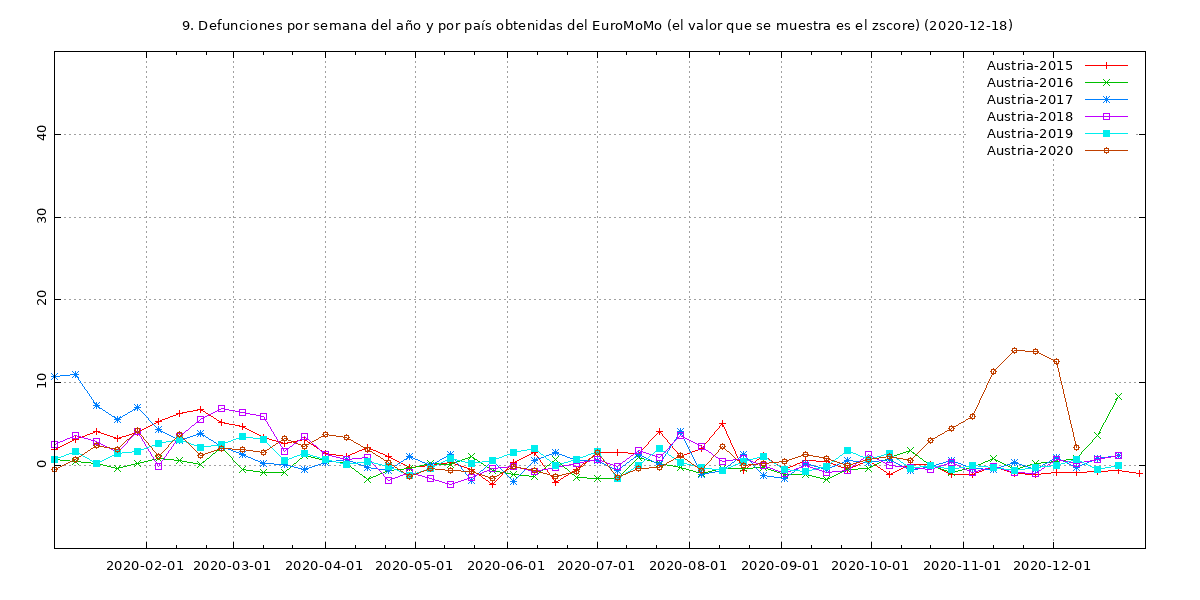 9. Defunciones por semana del año y por país obtenidas del EuroMoMo (el valor que se muestra es el zscore) (2020-12-18)
Austria-2015
Austria-2016
Austria-2017
Austria-2018
Austria-2019
Austria-2020
40
30
20
10
0
2020-02-01 2020-03-01 2020-04-01 2020-05-01 2020-06-01 2020-07-01 2020-08-01 2020-09-01 2020-10-01 2020-11-01 2020-12-01